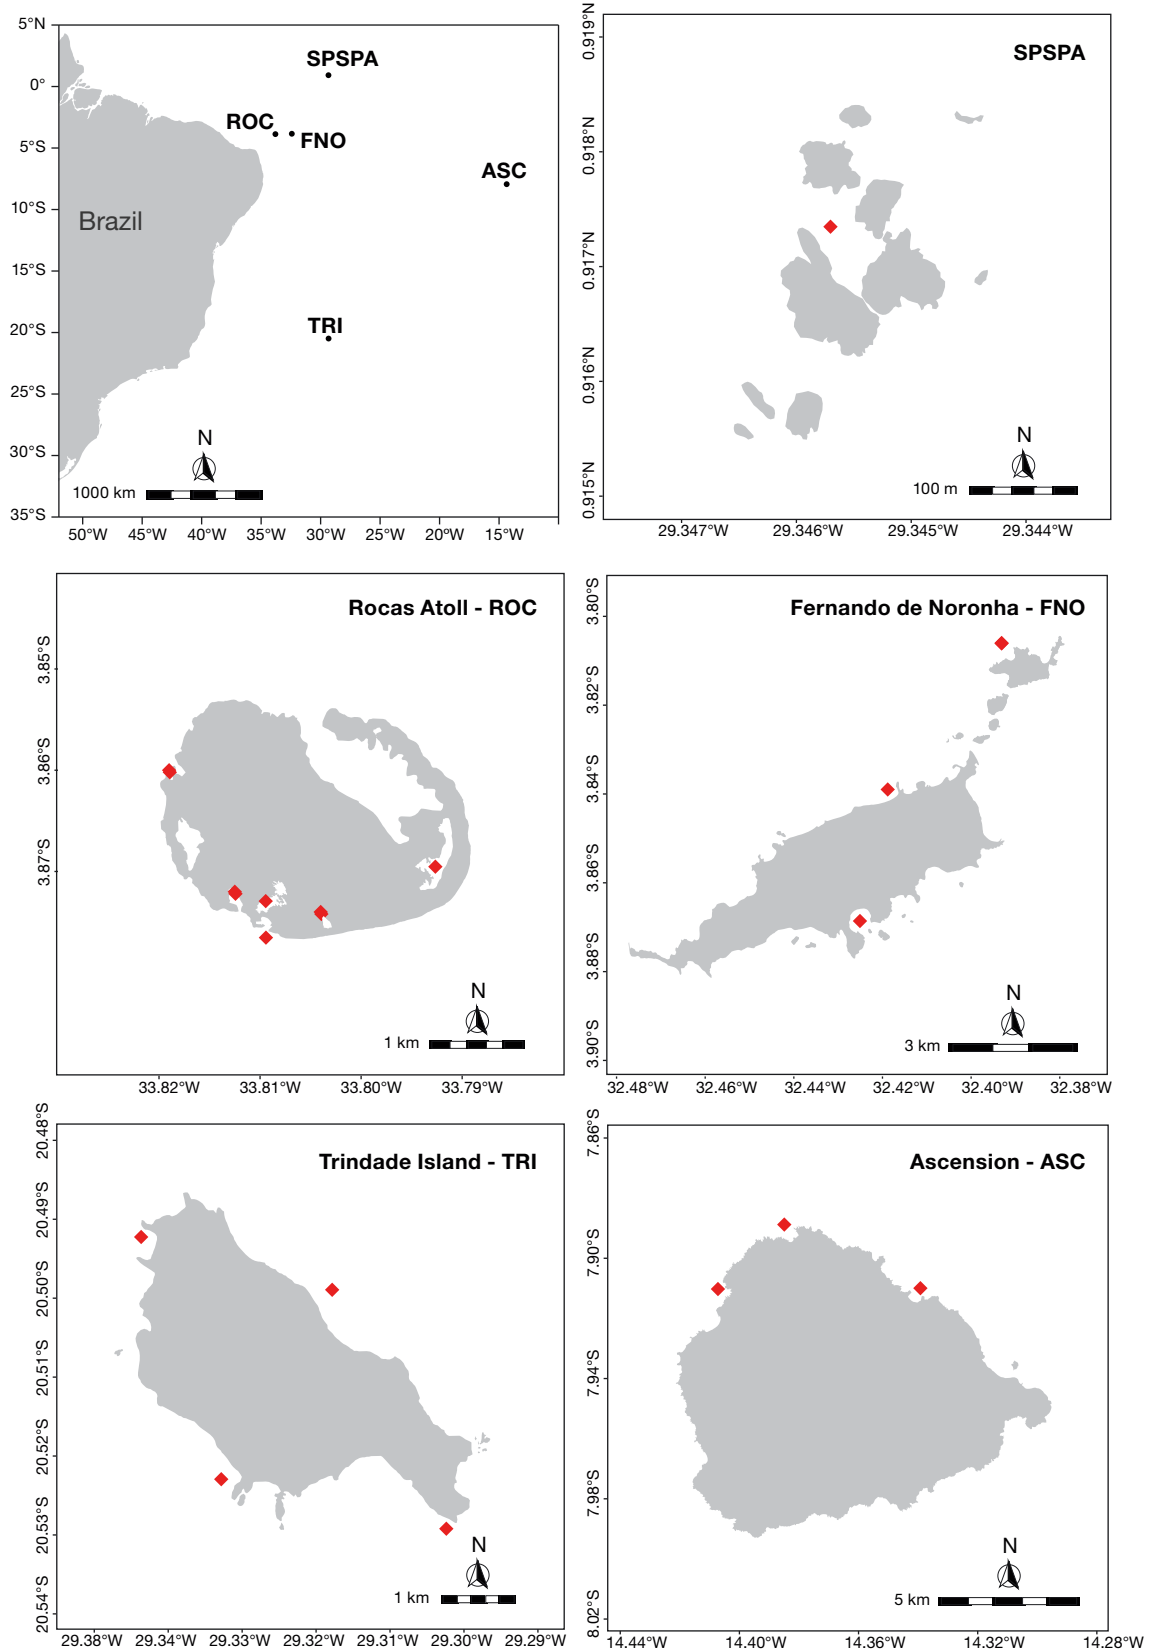 5°N
0°
5°S
10°S
15°S
20°S
25°S
30°S
35°S
50°W 45°W 40°W 35°W 30°W 25°W 20°W 15°W
SPSPA
ROC
FNO
ASC
Brazil
TRI
N
1000 km
SPSPA
0.919°N
0.918°N
0.917°N
0.916°N
0.915°N
N
100 m
29.347°W 29.346°W 29.345°W 29.344°W
Rocas Atoll - ROC
3.85°S
3.86°S
3.87°S
N
1 km
33.82°W 33.81°W 33.80°W 33.79°W
Fernando de Noronha - FNO
3.80°S
3.82°S
3.84°S
3.86°S
3.88°S
3.90°S
N
3 km
32.48°W 32.46°W 32.44°W 32.42°W 32.40°W 32.38°W
Trindade Island - TRI
20.48°S
20.49°S
20.50°S
20.51°S
20.52°S
20.53°S
20.54°S
N
1 km
29.38°W 29.34°W 29.33°W 29.32°W 29.31°W 29.30°W 29.29°W
Ascension - ASC
7.86°S
7.90°S
7.94°S
7.98°S
8.02°S
N
5 km
14.44°W 14.40°W 14.36°W 14.32°W 14.28°W